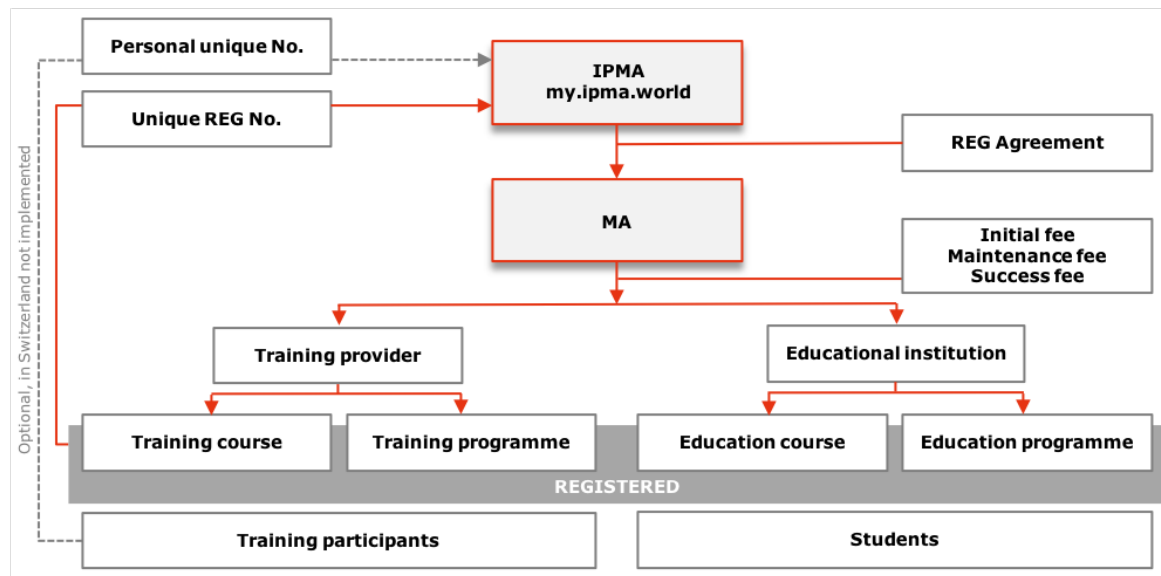 Personal unique No.
IPMA
my.ipma.world
Unique REG No.
REG Agreement
MA
Initial fee
Maintenance fee
Success fee
Optional, in Switzerland not implemented
Training provider
Educational institution
Training course
Training programme
Education course
Education programme
REGISTERED
Training participants
Students